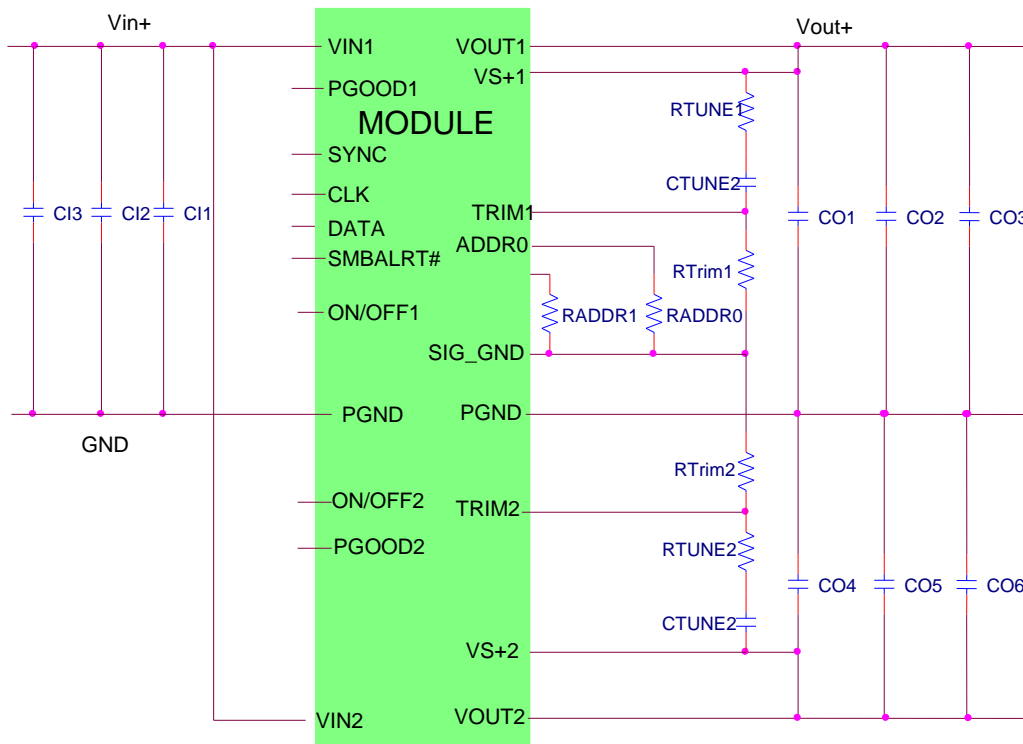 Vin+
Vout+
VIN1
VOUT1
VS+1
PGOOD1
RTUNE1
MODULE
SYNC
CTUNE2
CLK
TRIM1
CI3
CI2
CI1
CO1
CO2
CO3
DATA
ADDR0
SMBALRT#
RTrim1
ON/OFF1
RADDR1
RADDR0
SIG_GND
PGND
PGND
GND
RTrim2
ON/OFF2
TRIM2
PGOOD2
RTUNE2
CO4
CO5
CO6
CTUNE2
VS+2
VIN2
VOUT2